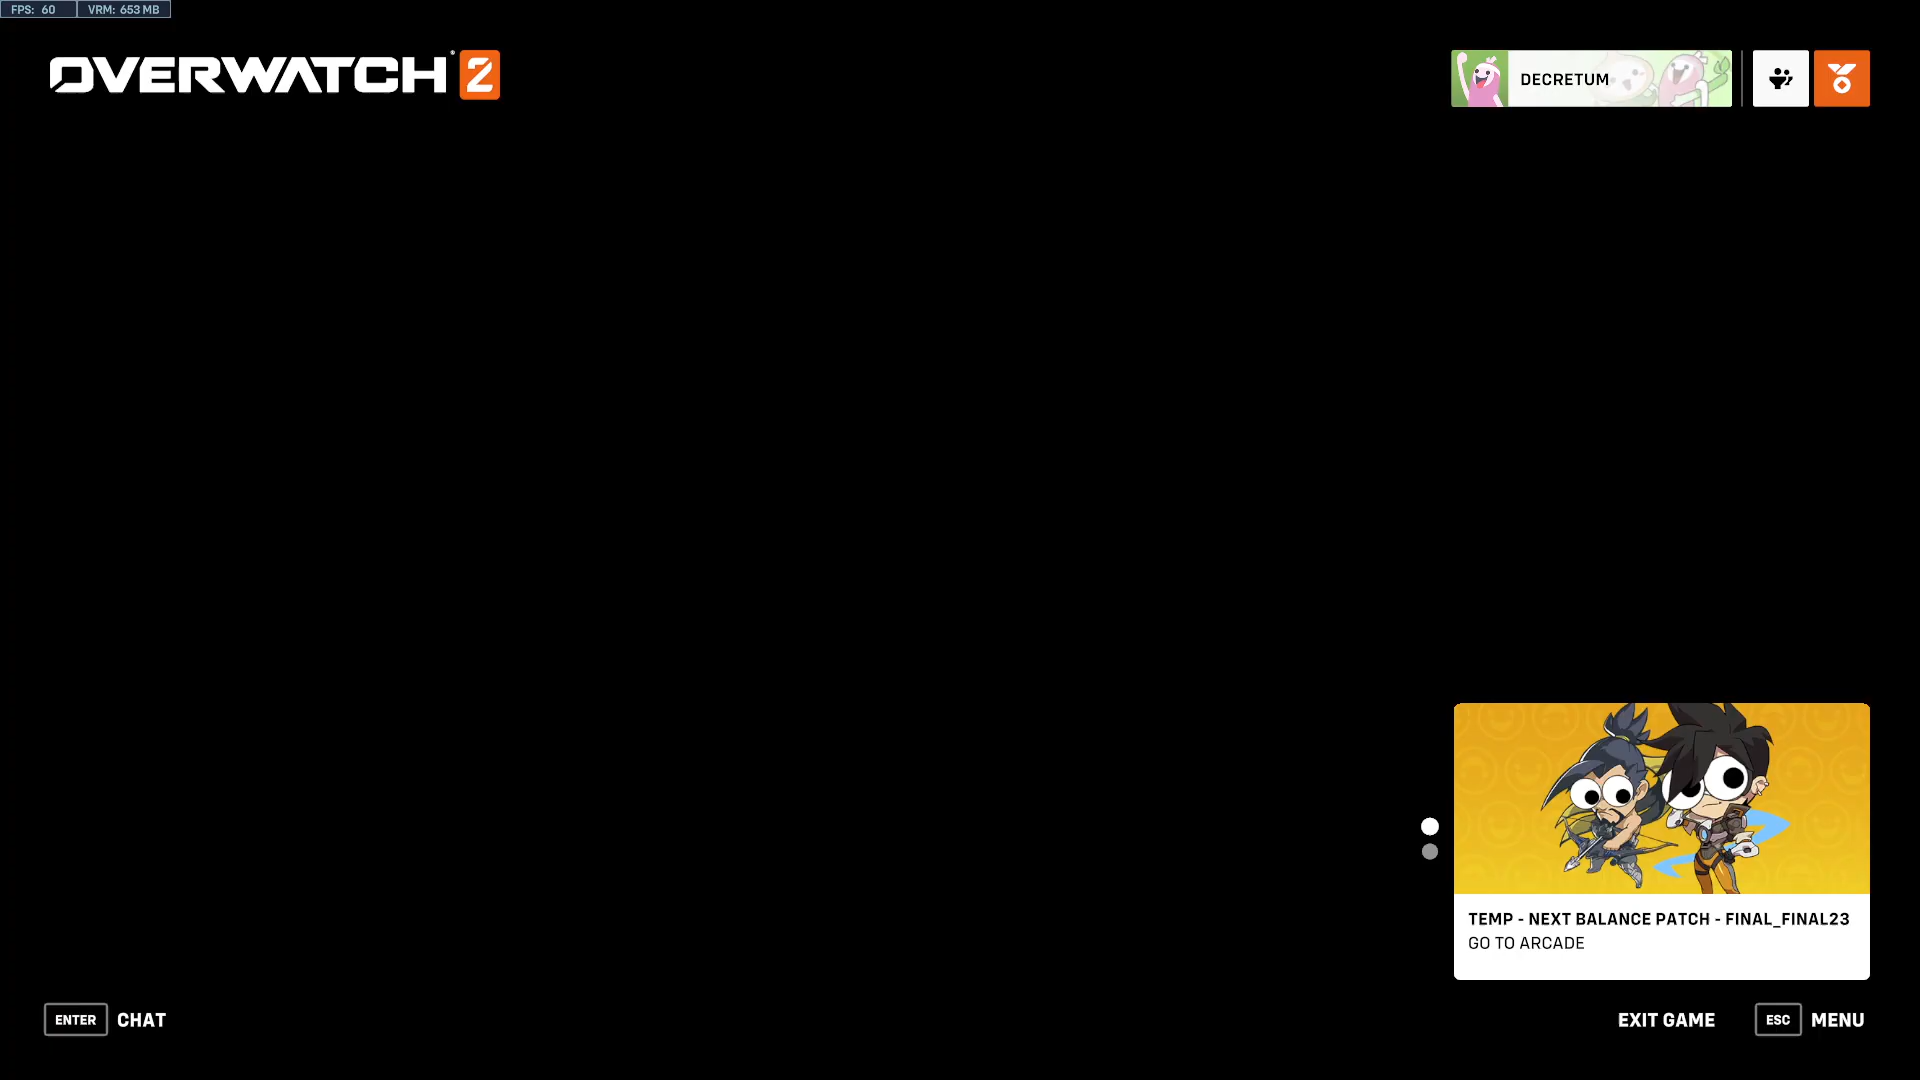 FPS: 60 VRM: 653 MB
OVERWATCH 2
DECRETUM
TEMP - NEXT BALANCE PATCH - FINAL_FINAL23
GO TO ARCADE
ENTER CHAT
EXIT GAME ESC MENU